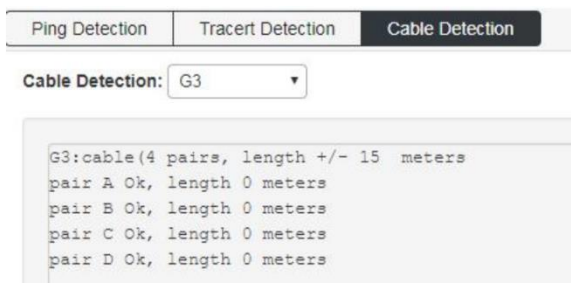 Ping Detection Tracert Detection Cable Detection
Cable Detection: G3
G3:cable(4 pairs, length +/- 15 meters
pair A Ok, length 0 meters
pair B Ok, length 0 meters
pair C Ok, length 0 meters
pair D Ok, length 0 meters